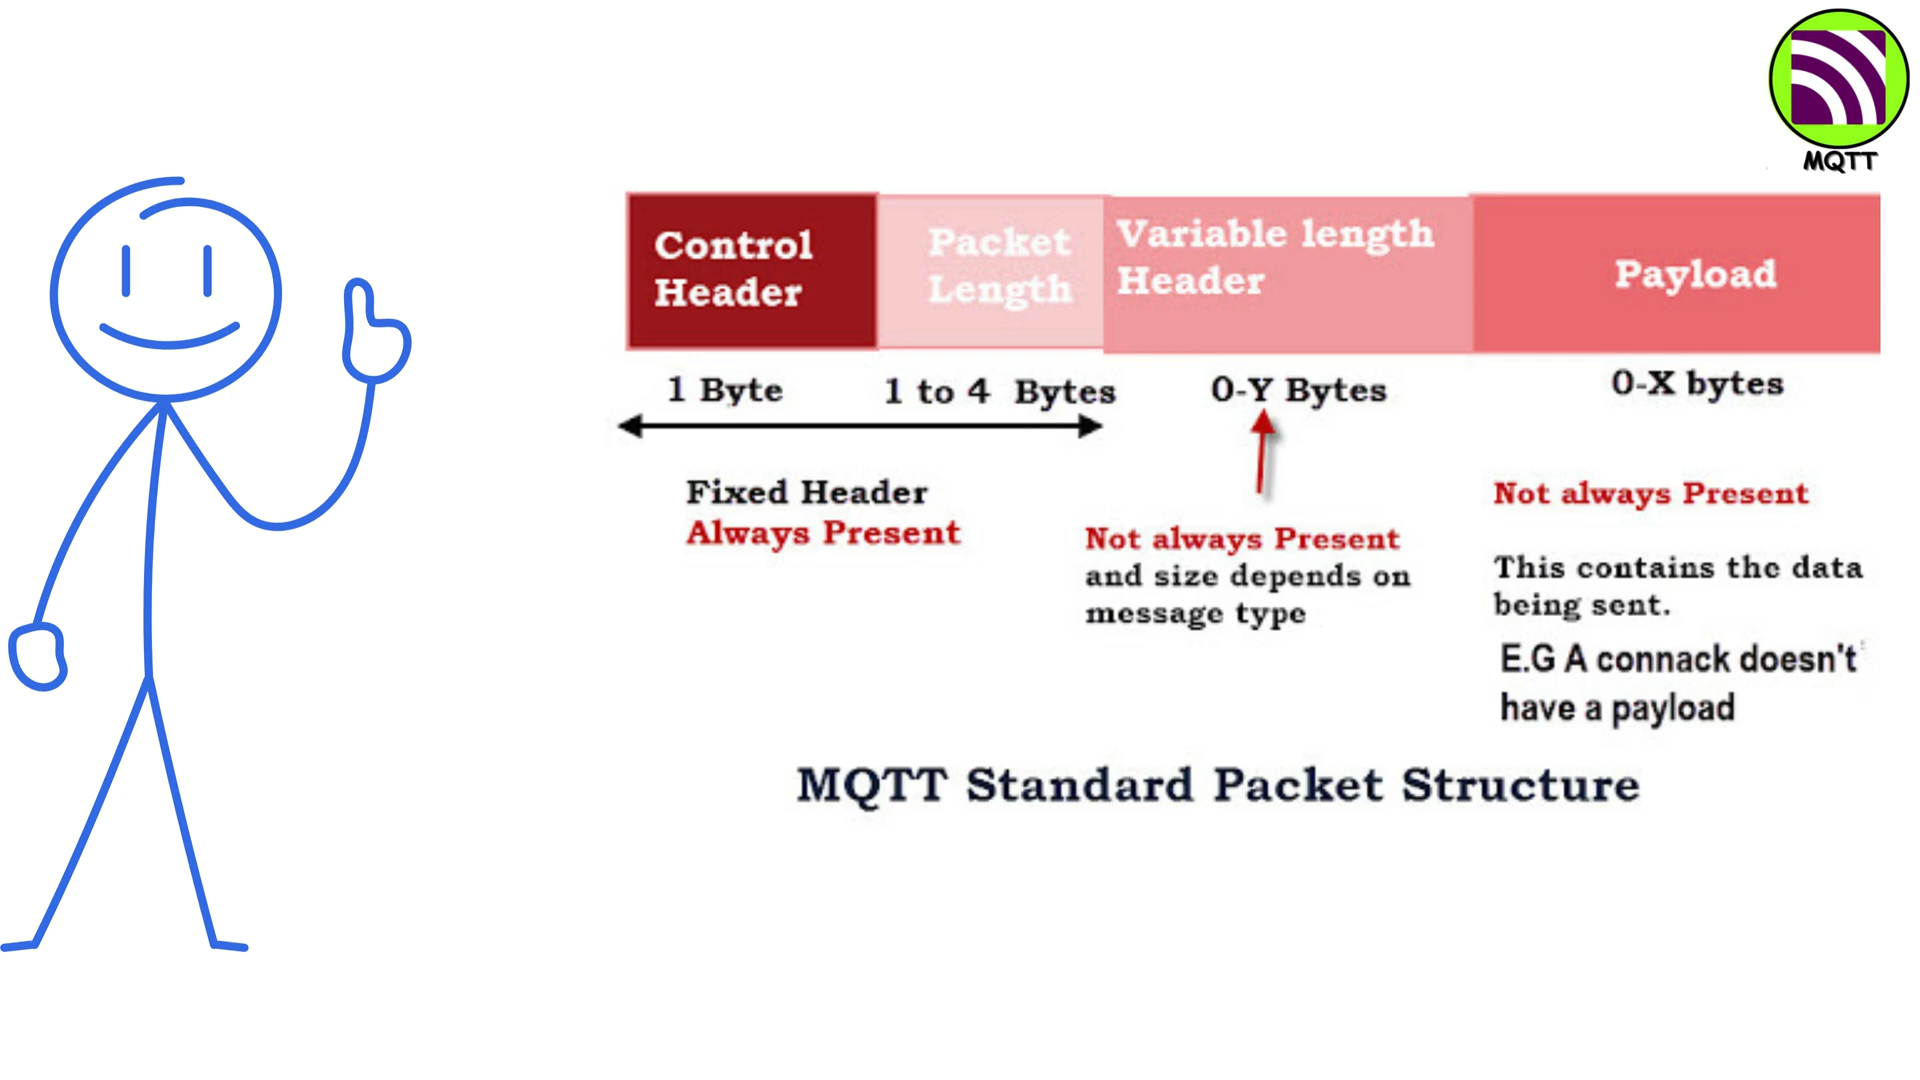 MQTT
Control
Header
Packet
Length
Variable length
Header
Payload
1 Byte
1 to 4 Bytes
0-Y Bytes
0-X bytes
Fixed Header
Always Present
Not always Present
and size depends on
message type
Not always Present
This contains the data
being sent.
E.G A connack doesn't
have a payload
MQTT Standard Packet Structure